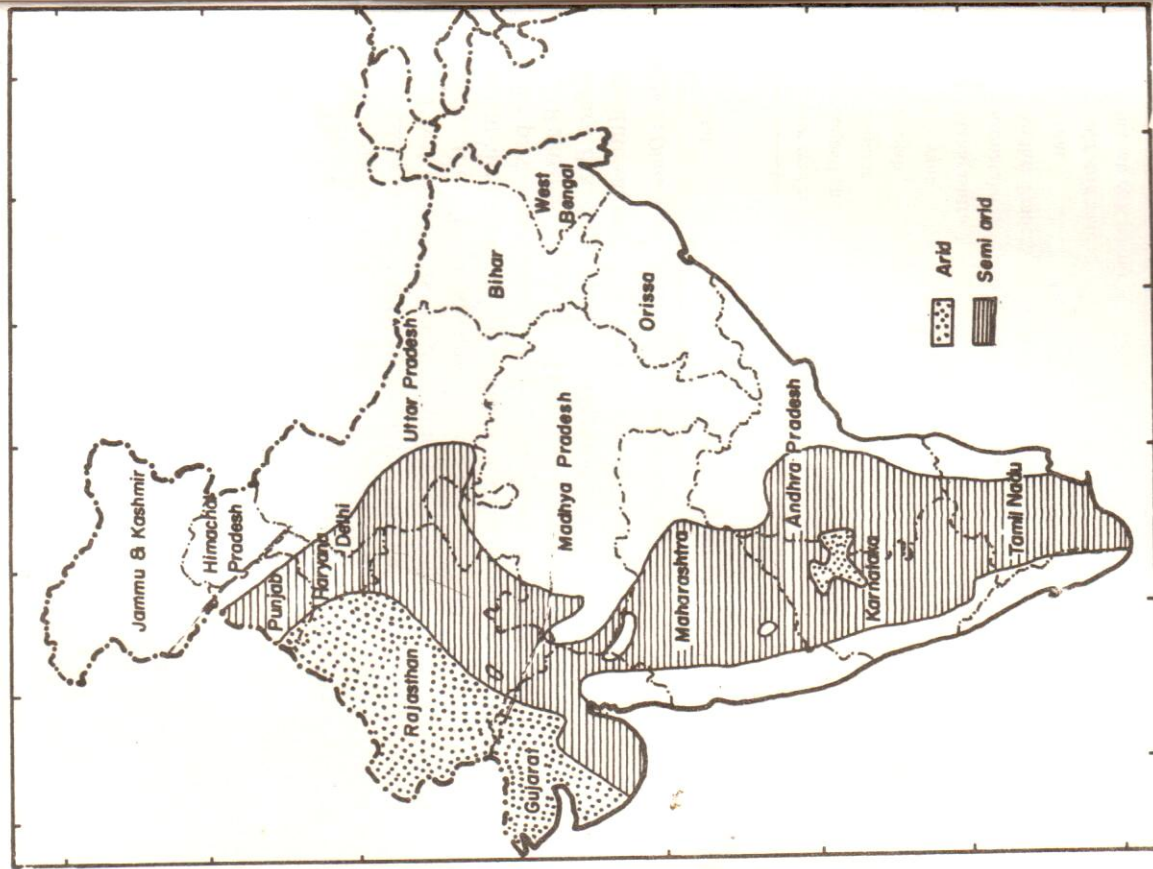 Jammu & Kashmir
Himachal
Pradesh
Punjab
Haryana
Delhi
Rajasthan
Uttar Pradesh
Bihar
West
Bengal
Gujarat
Madhya Pradesh
Orissa
Maharashtra
Andhra Pradesh
Karnataka
Tamil Nadu
Arid
Semi arid